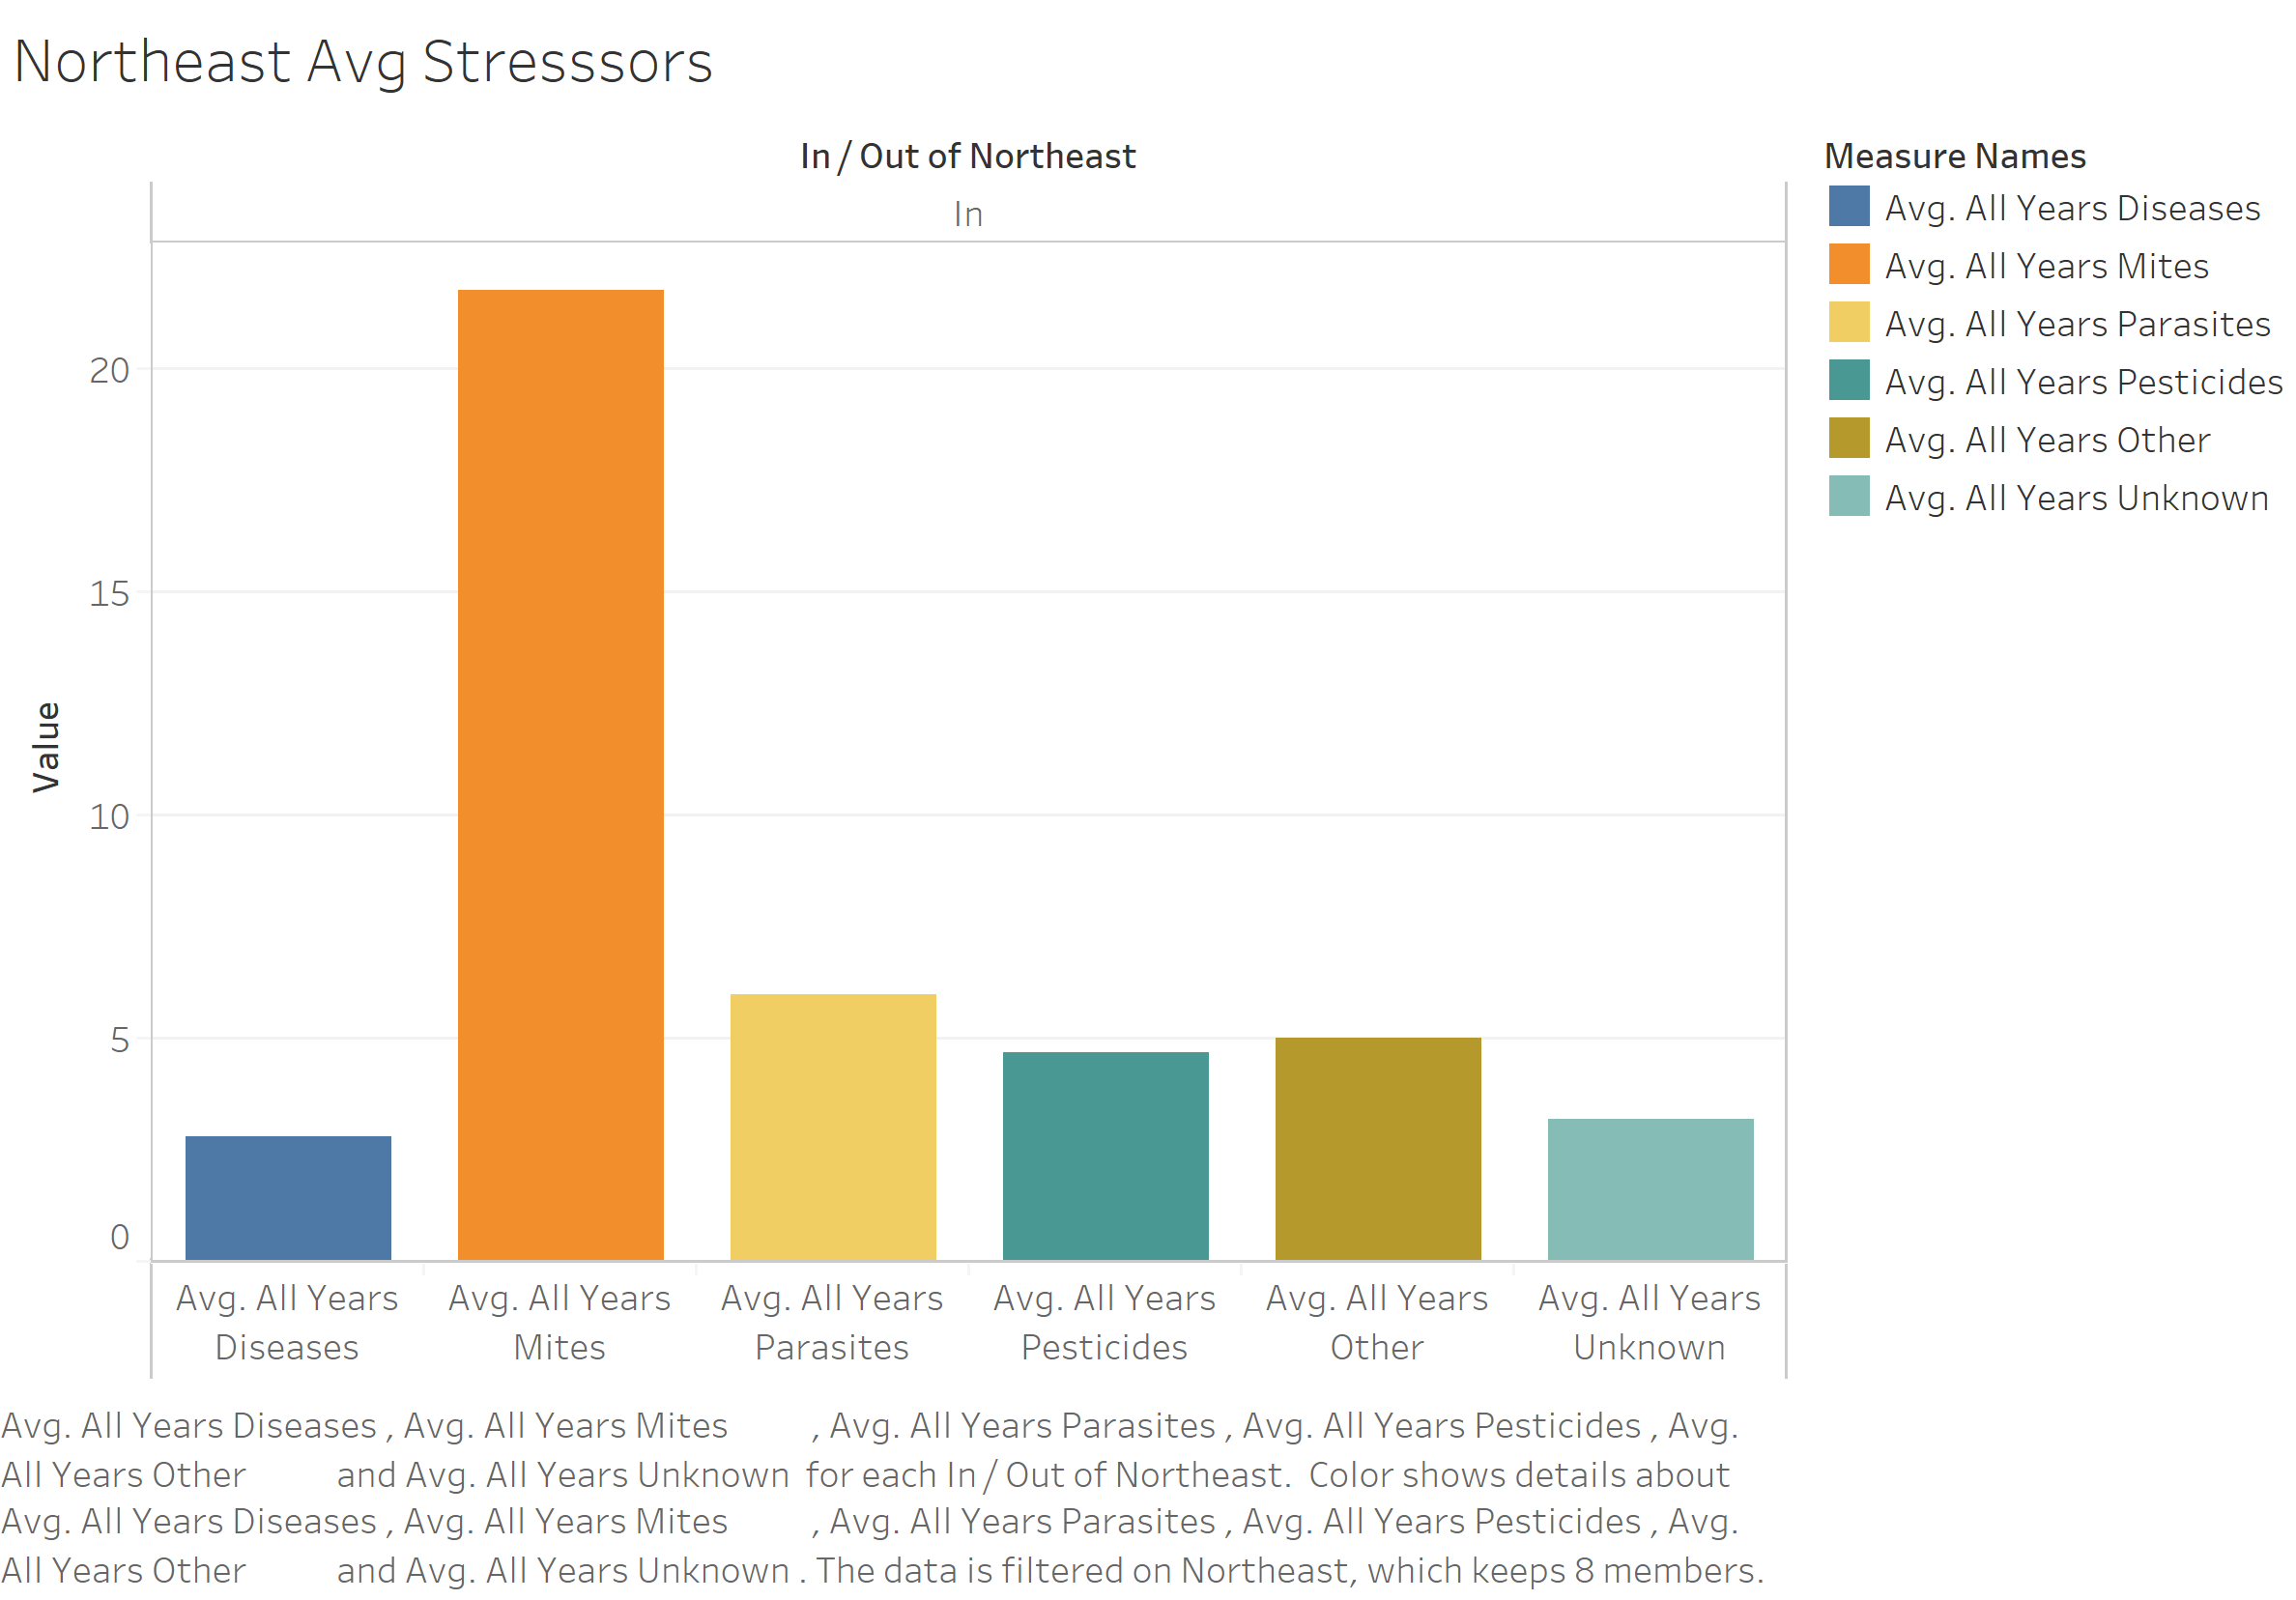 Northeast Avg Stresssors
In / Out of Northeast
In
Measure Names
Avg. All Years Diseases
Avg. All Years Mites
Avg. All Years Parasites
Avg. All Years Pesticides
Avg. All Years Other
Avg. All Years Unknown
Value
20
15
10
5
0
Avg. All Years
Diseases
Avg. All Years
Mites
Avg. All Years
Parasites
Avg. All Years
Pesticides
Avg. All Years
Other
Avg. All Years
Unknown
Avg. All Years Diseases , Avg. All Years Mites , Avg. All Years Parasites , Avg. All Years Pesticides , Avg.
All Years Other and Avg. All Years Unknown for each In / Out of Northeast. Color shows details about
Avg. All Years Diseases , Avg. All Years Mites , Avg. All Years Parasites , Avg. All Years Pesticides , Avg.
All Years Other and Avg. All Years Unknown . The data is filtered on Northeast, which keeps 8 members.